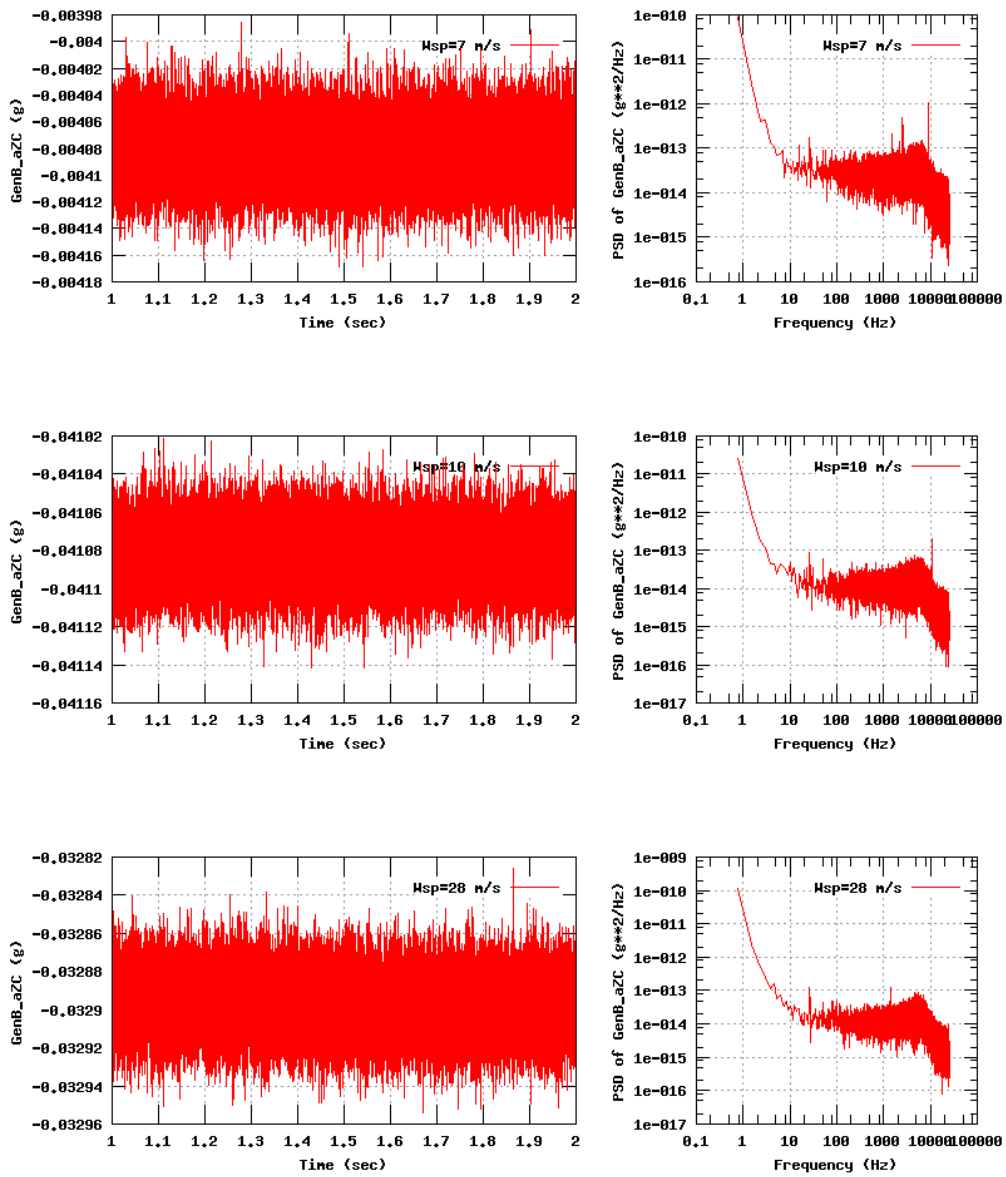 -0.00398
-0.004
-0.00402
-0.00404
-0.00406
-0.00408
-0.0041
-0.00412
-0.00414
-0.00416
-0.00418
GenB_aZC (g)
Wsp=7 m/s
1 1.1 1.2 1.3 1.4 1.5 1.6 1.7 1.8 1.9 2
Time (sec)
1e-010
1e-011
1e-012
1e-013
1e-014
1e-015
1e-016
PSD of GenB_aZC (g**2/Hz)
Wsp=7 m/s
0.1 1 10 100 1000 10000 100000
Frequency (Hz)
-0.04102
-0.04104
-0.04106
-0.04108
-0.0411
-0.04112
-0.04114
-0.04116
GenB_aZC (g)
Wsp=10 m/s
1 1.1 1.2 1.3 1.4 1.5 1.6 1.7 1.8 1.9 2
Time (sec)
1e-010
1e-011
1e-012
1e-013
1e-014
1e-015
1e-016
1e-017
PSD of GenB_aZC (g**2/Hz)
Wsp=10 m/s
0.1 1 10 100 1000 10000 100000
Frequency (Hz)
-0.03282
-0.03284
-0.03286
-0.03288
-0.0329
-0.03292
-0.03294
-0.03296
GenB_aZC (g)
Wsp=28 m/s
1 1.1 1.2 1.3 1.4 1.5 1.6 1.7 1.8 1.9 2
Time (sec)
1e-009
1e-010
1e-011
1e-012
1e-013
1e-014
1e-015
1e-016
1e-017
PSD of GenB_aZC (g**2/Hz)
Wsp=28 m/s
0.1 1 10 100 1000 10000 100000
Frequency (Hz)